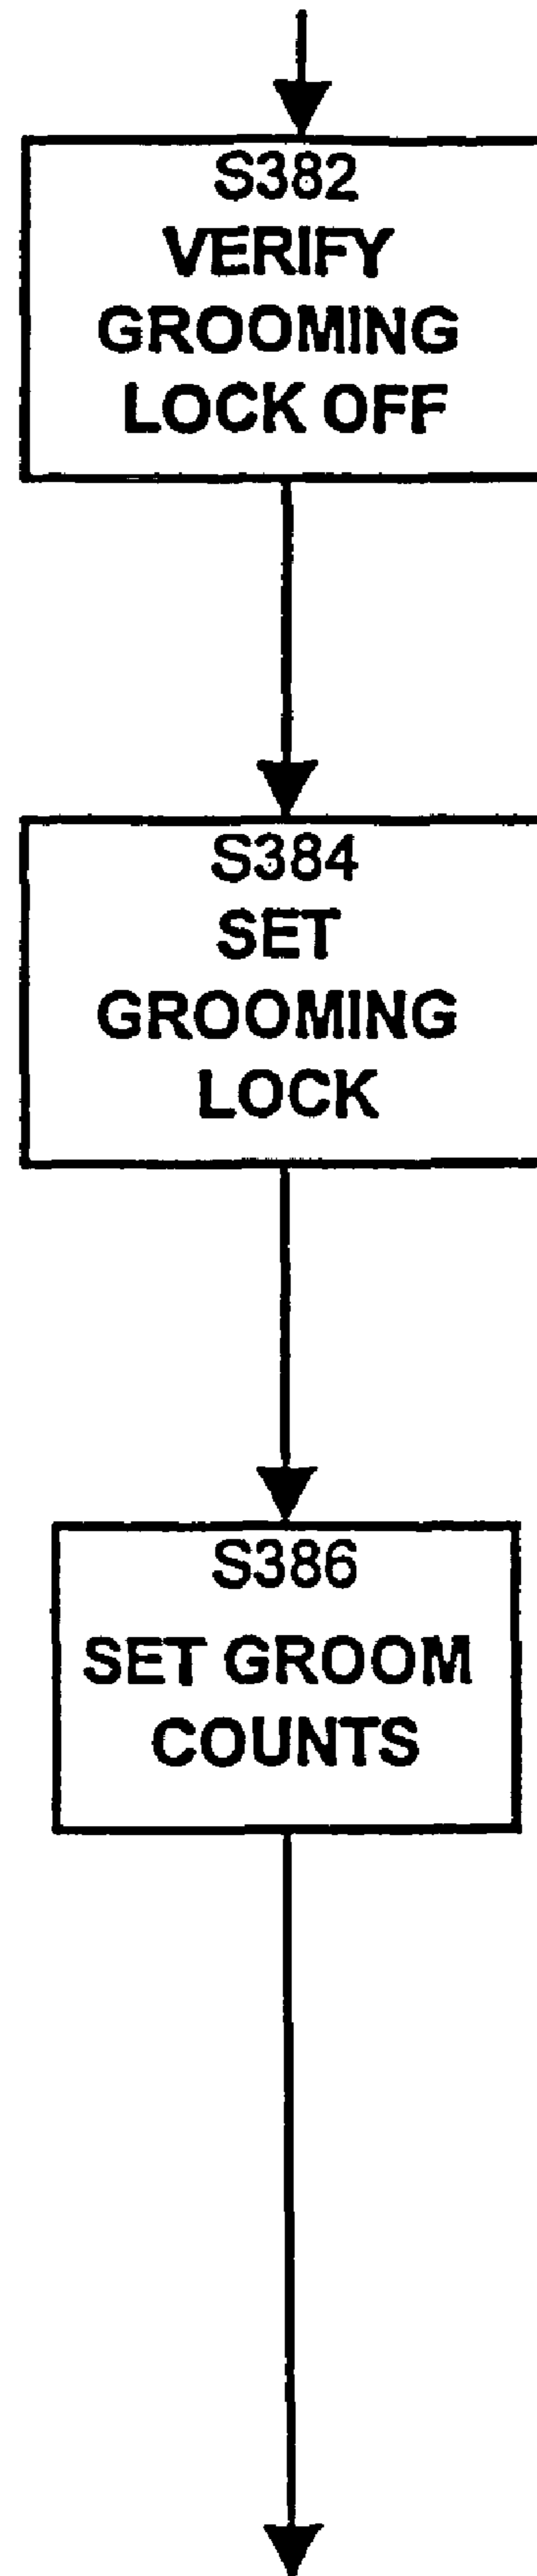 S382
VERIFY
GROOMING
LOCK OFF
S384
SET
GROOMING
LOCK
S386
SET GROOM
COUNTS